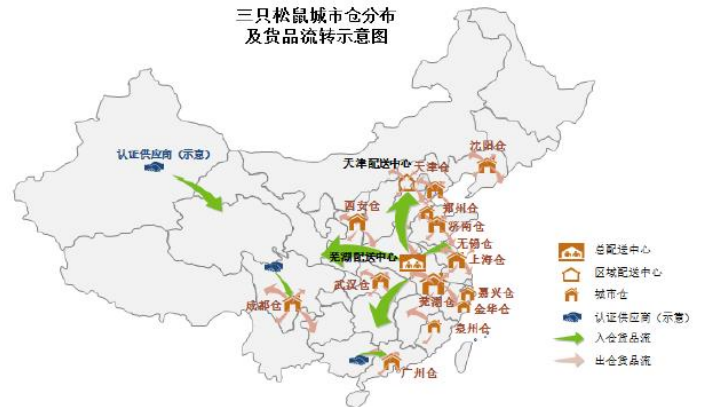 三只松鼠城市仓分布
及货品流转示意图
认证供应商（示意）
沈阳仓
天津配送中心
天津仓
西安仓
郑州仓
济南仓
无锡仓
芜湖配送中心
上海仓
武汉仓
芜湖仓
嘉兴仓
金华仓
成都仓
泉州仓
广州仓
总配送中心
区域配送中心
城市仓
认证供应商（示意）
入仓货品流
出仓货品流